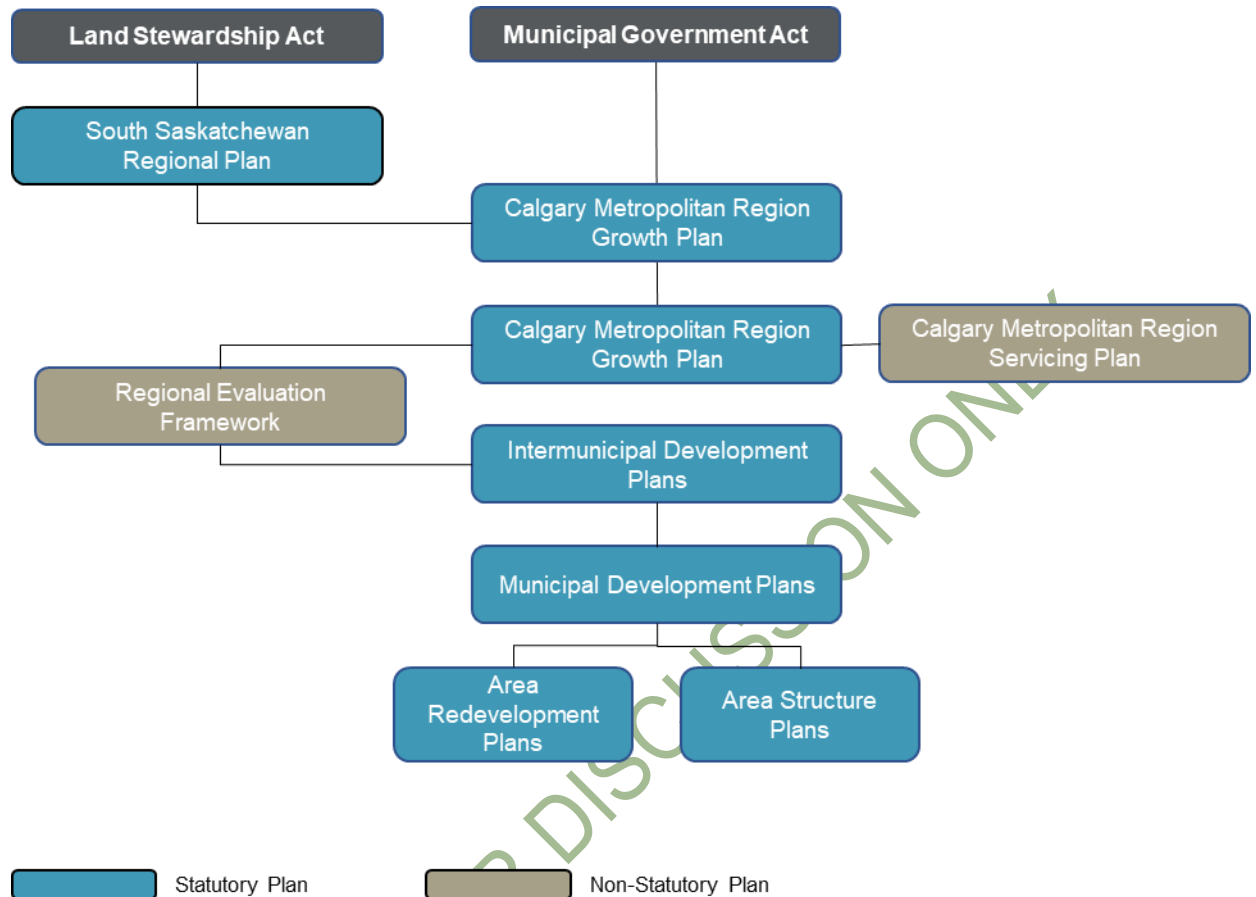 Land Stewardship Act
Municipal Government Act
South Saskatchewan
Regional Plan
Calgary Metropolitan Region
Growth Plan
Calgary Metropolitan Region
Growth Plan
Calgary Metropolitan Region
Servicing Plan
Regional Evaluation
Framework
Intermunicipal Development
Plans
Municipal Development Plans
Area
Redevelopment
Plans
Area Structure
Plans
DISCUSSION ONLY
Statutory Plan
Non-Statutory Plan